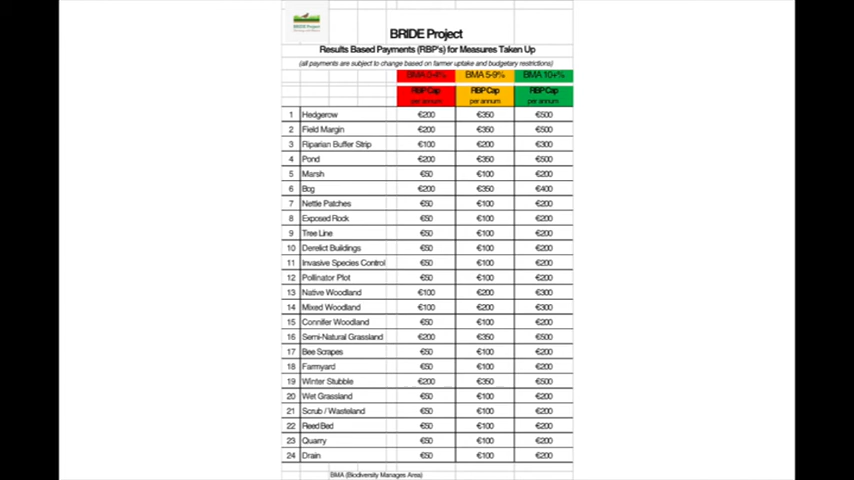 BRIDE Project
BRIDE Project
Results Based Payments (RBP's) for Measures Taken Up
(all payments are subject to change based on farmer uptake and budgetary restrictions)
BMA 0-4% BMA 5-9% BMA 10+%
RBP Cap RBP Cap RBP Cap
per annum per annum per annum
1 Hedgerow €200 €350 €500
2 Field Margin €200 €350 €500
3 Riparian Buffer Strip €100 €200 €300
4 Pond €200 €350 €500
5 Marsh €50 €100 €200
6 Bog €200 €350 €400
7 Nettle Patches €50 €100 €200
8 Exposed Rock €50 €100 €200
9 Tree Line €50 €100 €200
10 Derelict Buildings €50 €100 €200
11 Invasive Species Control €50 €100 €200
12 Pollinator Plot €50 €100 €200
13 Native Woodland €100 €200 €300
14 Mixed Woodland €100 €200 €300
15 Connifer Woodland €50 €100 €200
16 Semi-Natural Grassland €200 €350 €500
17 Bee Scrapes €50 €100 €200
18 Farmyard €50 €100 €200
19 Winter Stubble €200 €350 €500
20 Wet Grassland €50 €100 €200
21 Scrub / Wasteland €50 €100 €200
22 Reed Bed €50 €100 €200
23 Quarry €50 €100 €200
24 Drain €50 €100 €200
BMA (Biodiversity Manages Area)